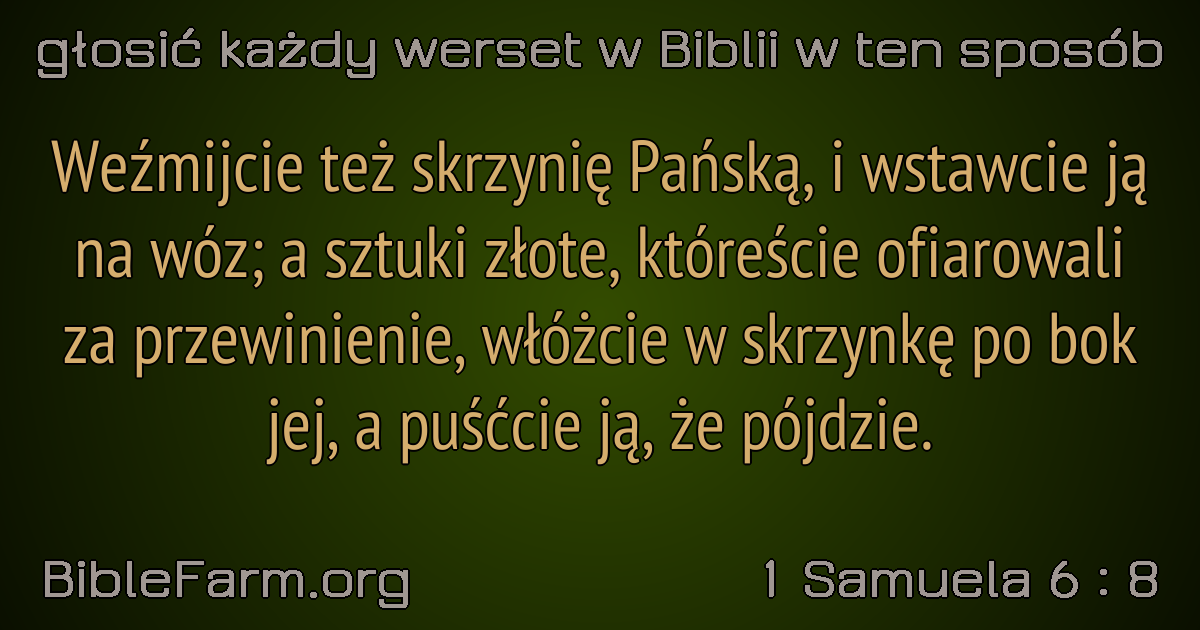 głosić każdy werset w Biblii w ten sposób
Weźmijcie też skrzynię Pańską, i wstawcie ją
na wóz; a sztuki złote, któreście ofiarowali
za przewinienie, włóżcie w skrzynkę po bok
jej, a puśćcie ją, że pójdzie.
BibleFarm.org
1 Samuela 6 : 8